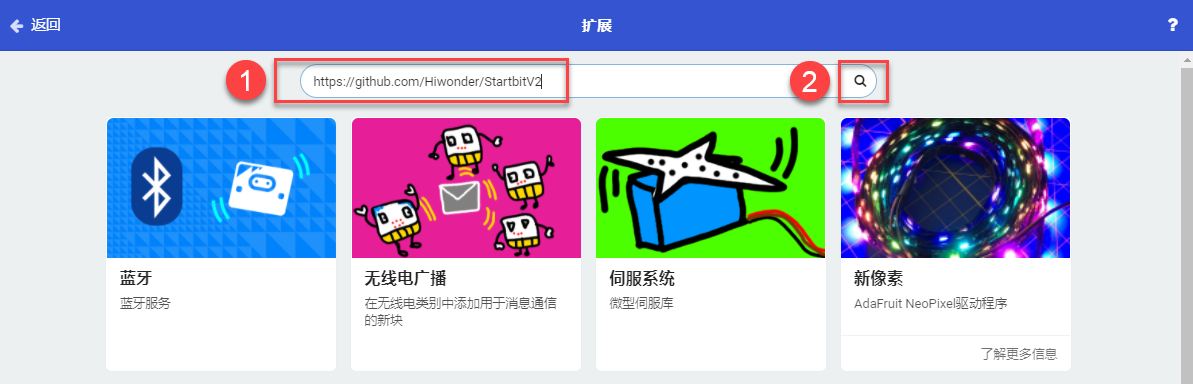 返回
扩展
?
1
https://github.com/Hiwonder/StartbitV2
2
蓝牙
蓝牙服务
无线电广播
在无线电类别中添加用于消息通信
的新块
伺服系统
微型伺服库
新像素
AdaFruit NeoPixel驱动程序
了解更多信息